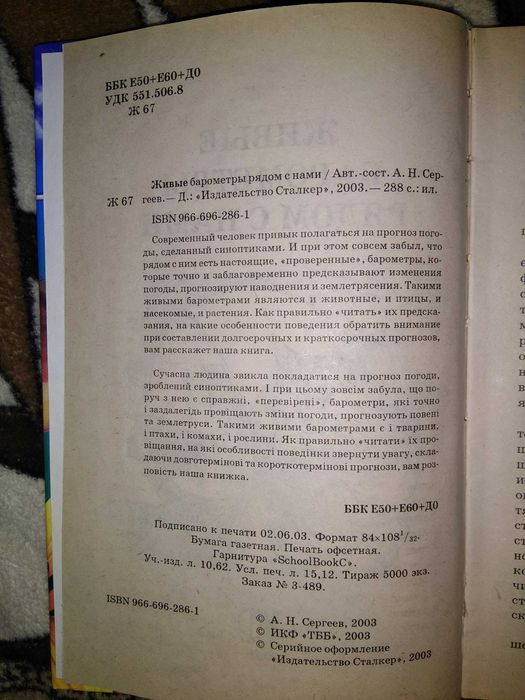 ББК Е50+Е60+Д0
УДК 551.506.8
Ж 67
Живые барометры рядом с нами / Авт.-сост. А. Н. Сер-
Ж 67 геев.— Д.: «Издательство Сталкер», 2003.— 288 с.: ил.
ISBN 966-696-286-1
Современный человек привык полагаться на прогноз пого-
ды, сделанный синоптиками. И при этом совсем забыл, что
рядом с ним есть настоящие, «проверенные», барометры,
которые точно и заблаговременно предсказывают изменения
погоды, прогнозируют наводнения и землетрясения. Такими
живыми барометрами являются и животные, и птицы, и
насекомые, и растения. Как правильно «читать» их предска-
зания, на какие особенности поведения обратить внимание
при составлении долгосрочных и краткосрочных прогнозов,
вам расскажет наша книга.
Сучасна людина звикла покладатися на прогноз погоди,
зроблений синоптиками. І при цьому зовсім забула, що по-
руч з нею є справжні, «перевірені», барометри, які точно
і заздалегідь провіщають зміни погоди, прогнозують повені
та землетруси. Такими живими барометрами є і тварини,
і птахи, і комахи, і рослини. Як правильно «читати» їх про-
віщання, на які особливості поведінки звернути увагу, скла-
даючи довготермінові та короткотермінові прогнози, вам роз-
повість наша книжка.
ББК Е50+Е60+Д0
Подписано к печати 02.06.03. Формат 84×108¹/₃₂.
Бумага газетная. Печать офсетная.
Гарнитура «SchoolBookC».
Уч.-изд. л. 10,62. Усл. печ. л. 15,12. Тираж 5000 экз.
Заказ № 3-489.
ISBN 966-696-286-1
© А. Н. Сергеев, 2003
© ИКФ «ТББ», 2003
© Серийное оформление
«Издательство Сталкер», 2003